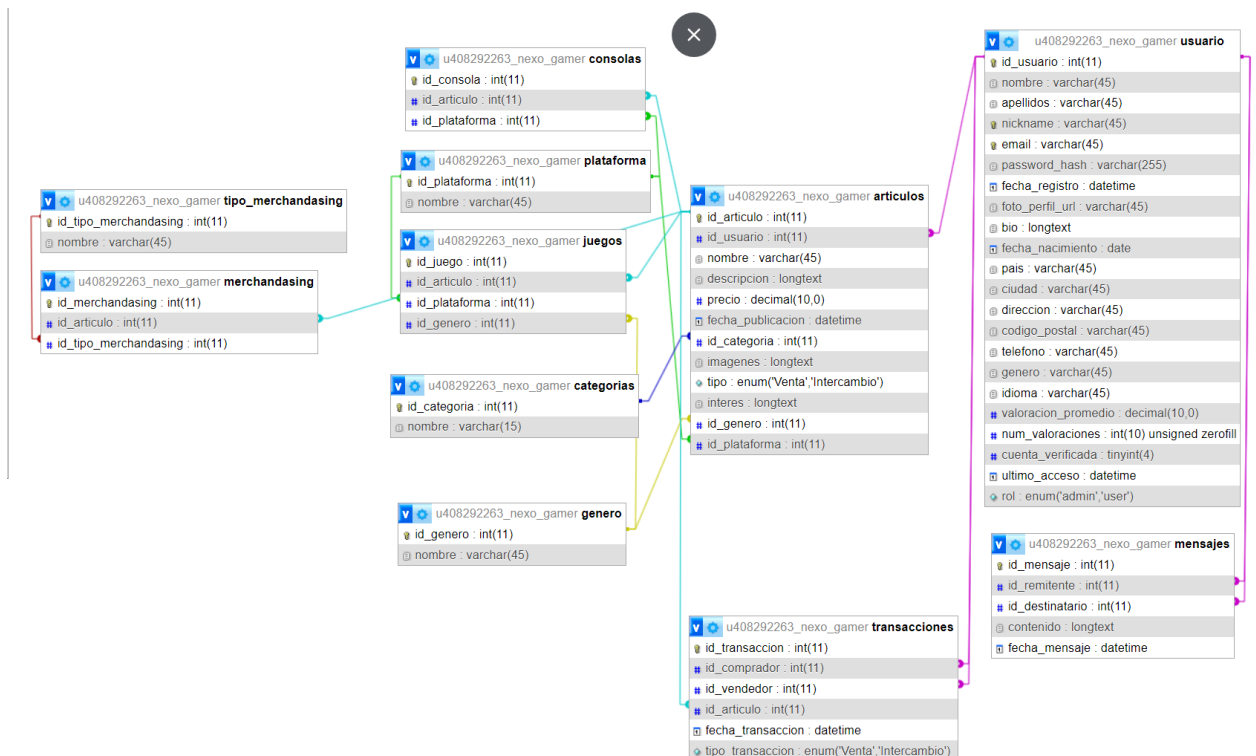 u408292263_nexo_gamer consolas
id_consola : int(11)
id_articulo : int(11)
id_plataforma : int(11)
u408292263_nexo_gamer plataforma
id_plataforma : int(11)
nombre : varchar(45)
u408292263_nexo_gamer tipo_merchandasing
id_tipo_merchandasing : int(11)
nombre : varchar(45)
u408292263_nexo_gamer merchandasing
id_merchandasing : int(11)
id_articulo : int(11)
id_tipo_merchandasing : int(11)
u408292263_nexo_gamer juegos
id_juego : int(11)
id_articulo : int(11)
id_plataforma : int(11)
id_genero : int(11)
u408292263_nexo_gamer categorias
id_categoria : int(11)
nombre : varchar(15)
u408292263_nexo_gamer genero
id_genero : int(11)
nombre : varchar(45)
u408292263_nexo_gamer articulos
id_articulo : int(11)
id_usuario : int(11)
nombre : varchar(45)
descripcion : longtext
precio : decimal(10,0)
fecha_publicacion : datetime
id_categoria : int(11)
imagenes : longtext
tipo : enum('Venta','Intercambio')
interes : longtext
id_genero : int(11)
id_plataforma : int(11)
u408292263_nexo_gamer transacciones
id_transaccion : int(11)
id_comprador : int(11)
id_vendedor : int(11)
id_articulo : int(11)
fecha_transaccion : datetime
tipo_transaccion : enum('Venta','Intercambio')
u408292263_nexo_gamer usuario
id_usuario : int(11)
nombre : varchar(45)
apellidos : varchar(45)
nickname : varchar(45)
email : varchar(45)
password_hash : varchar(255)
fecha_registro : datetime
foto_perfil_url : varchar(45)
bio : longtext
fecha_nacimiento : date
pais : varchar(45)
ciudad : varchar(45)
direccion : varchar(45)
codigo_postal : varchar(45)
telefono : varchar(45)
genero : varchar(45)
idioma : varchar(45)
valoracion_promedio : decimal(10,0)
num_valoraciones : int(10) unsigned zerofill
cuenta_verificada : tinyint(4)
ultimo_acceso : datetime
rol : enum('admin','user')
u408292263_nexo_gamer mensajes
id_mensaje : int(11)
id_remitente : int(11)
id_destinatario : int(11)
contenido : longtext
fecha_mensaje : datetime